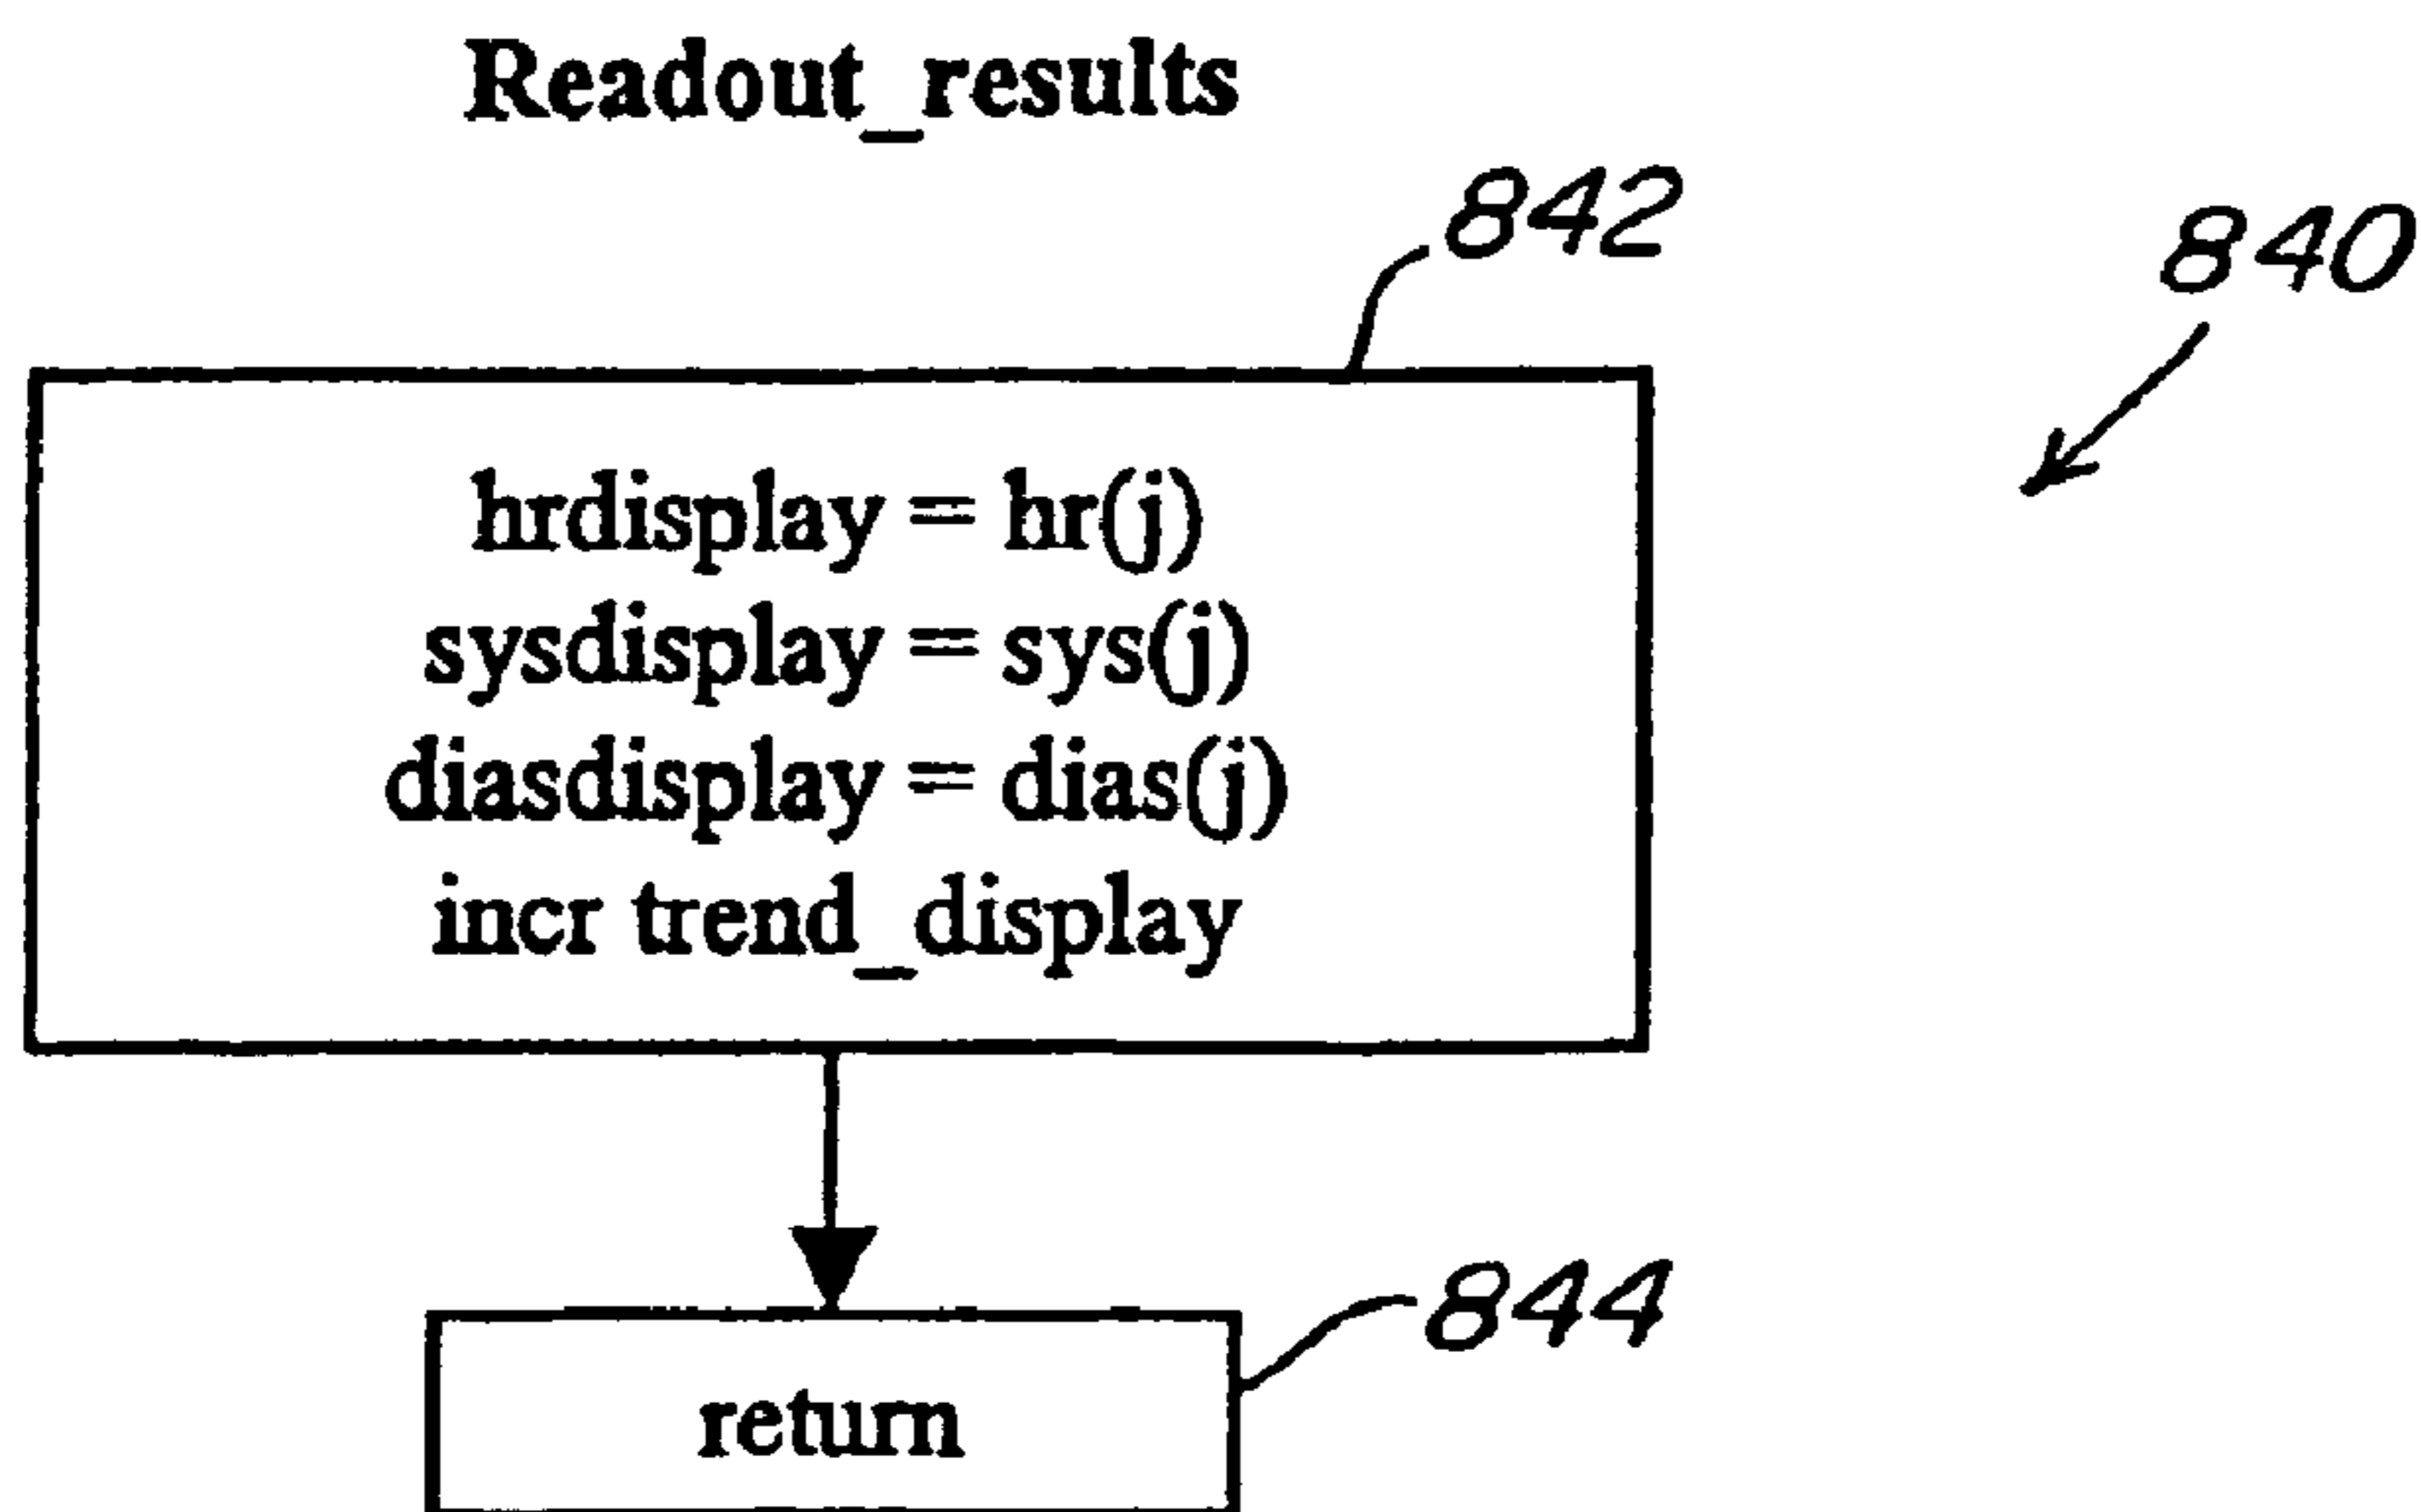 Readout_results
842
840
hrdisplay = hr(j)
sysdisplay = sys(j)
diasdisplay = dias(j)
incr trend_display
844
return